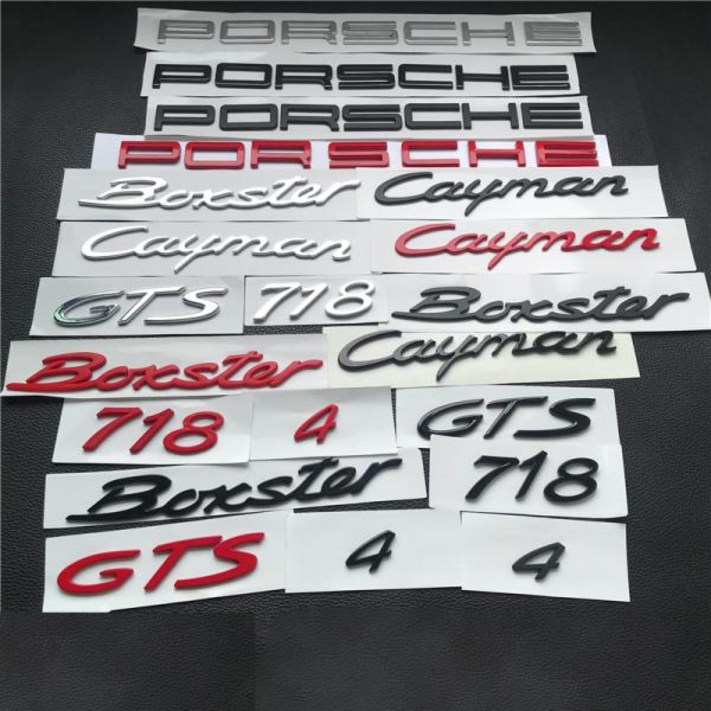 PORSCHE
PORSCHE
PORSCHE
PORSCHE
Boxster Cayman
Cayman Cayman
GTS 718 Boxster
Boxster Cayman
718 4 GTS
Boxster 718
GTS 4 4